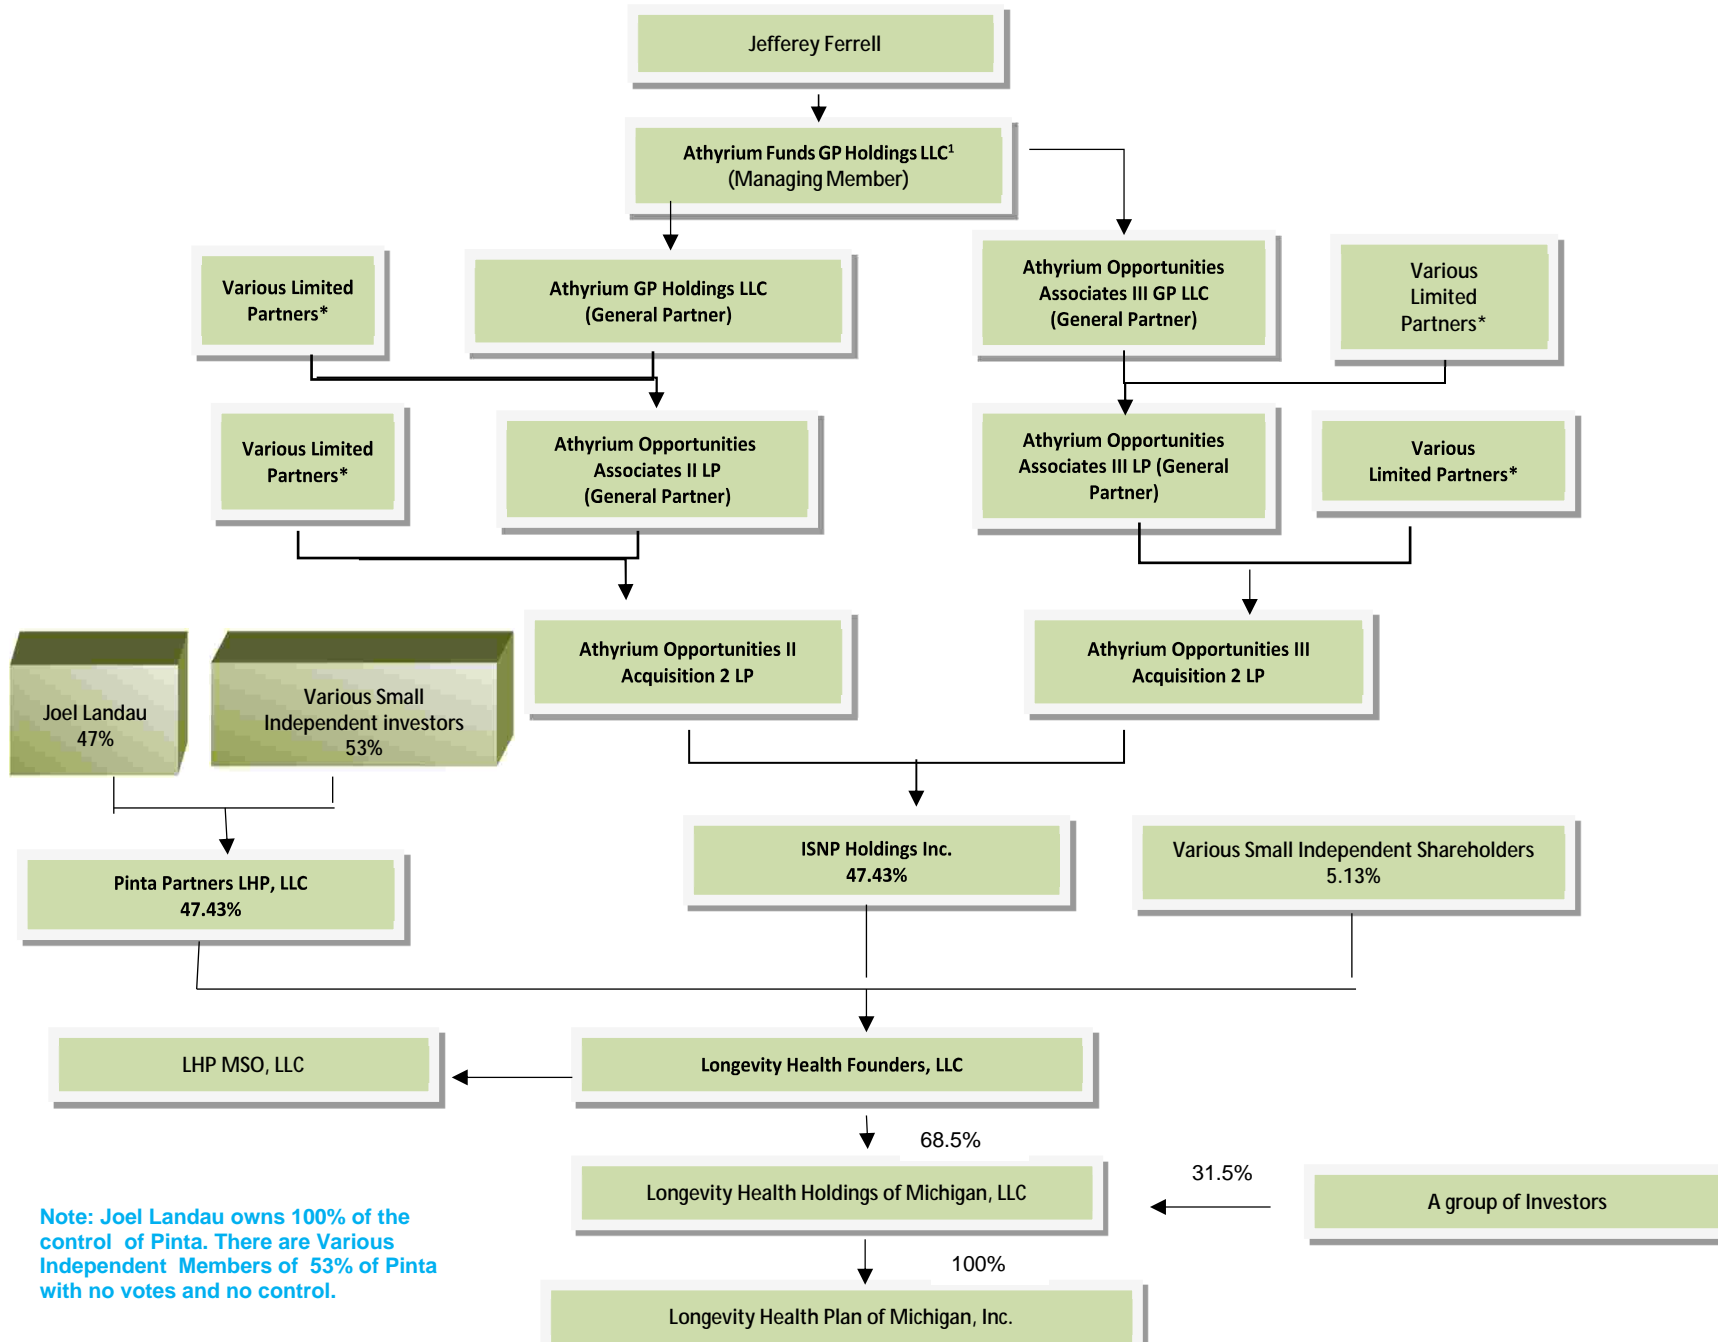 Jefferey Ferrell
Athyrium Funds GP Holdings LLC¹
(Managing Member)
Various Limited
Partners*
Athyrium GP Holdings LLC
(General Partner)
Athyrium Opportunities
Associates III GP LLC
(General Partner)
Various
Limited
Partners*
Various Limited
Partners*
Athyrium Opportunities
Associates II LP
(General Partner)
Athyrium Opportunities
Associates III LP (General
Partner)
Various
Limited Partners*
Athyrium Opportunities II
Acquisition 2 LP
Athyrium Opportunities III
Acquisition 2 LP
Joel Landau
47%
Various Small
Independent investors
53%
Pinta Partners LHP, LLC
47.43%
ISNP Holdings Inc.
47.43%
Various Small Independent Shareholders
5.13%
LHP MSO, LLC
Longevity Health Founders, LLC
68.5%
Longevity Health Holdings of Michigan, LLC
31.5%
A group of Investors
Note: Joel Landau owns 100% of the
control of Pinta. There are Various
Independent Members of 53% of Pinta
with no votes and no control.
100%
Longevity Health Plan of Michigan, Inc.